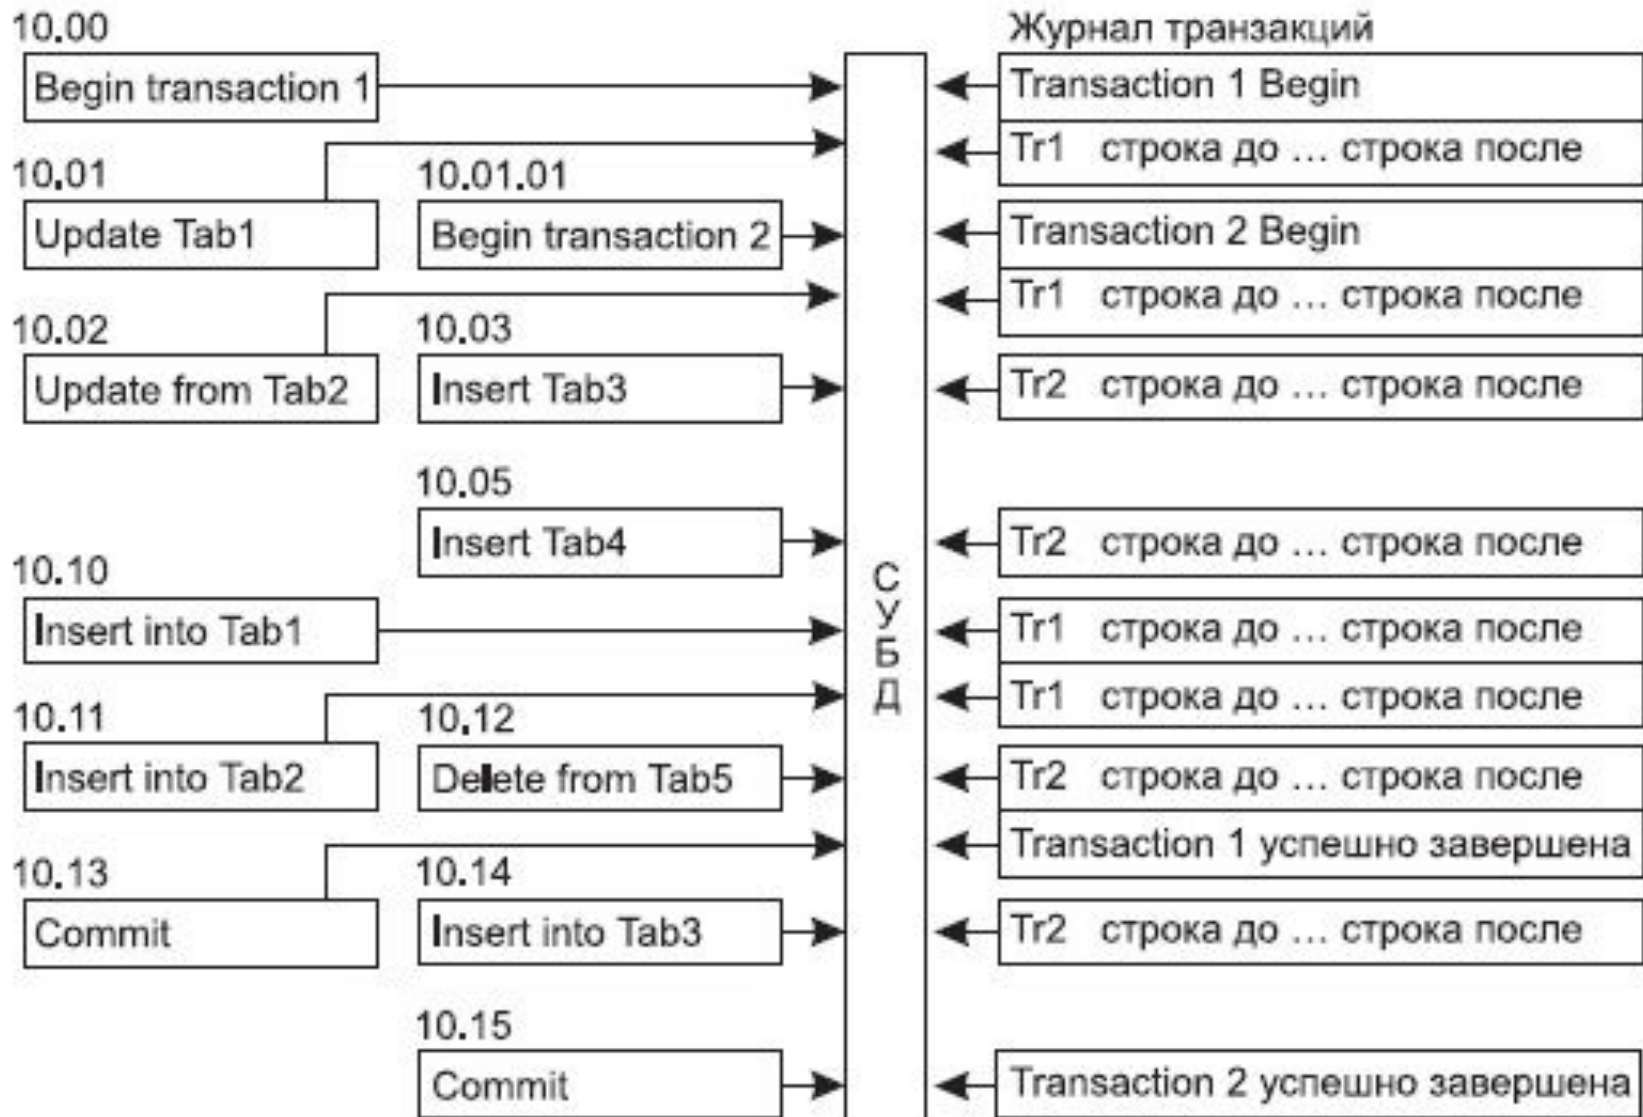 10.00
Журнал транзакций
Begin transaction 1
Transaction 1 Begin
Tr1 строка до ... строка после
10.01
10.01.01
Update Tab1
Begin transaction 2
Transaction 2 Begin
Tr1 строка до ... строка после
10.02
10.03
Update from Tab2
Insert Tab3
Tr2 строка до ... строка после
10.05
Insert Tab4
Tr2 строка до ... строка после
10.10
СУБД
Insert into Tab1
Tr1 строка до ... строка после
Tr1 строка до ... строка после
10.11
10.12
Insert into Tab2
Delete from Tab5
Tr2 строка до ... строка после
Transaction 1 успешно завершена
10.13
10.14
Commit
Insert into Tab3
Tr2 строка до ... строка после
10.15
Commit
Transaction 2 успешно завершена